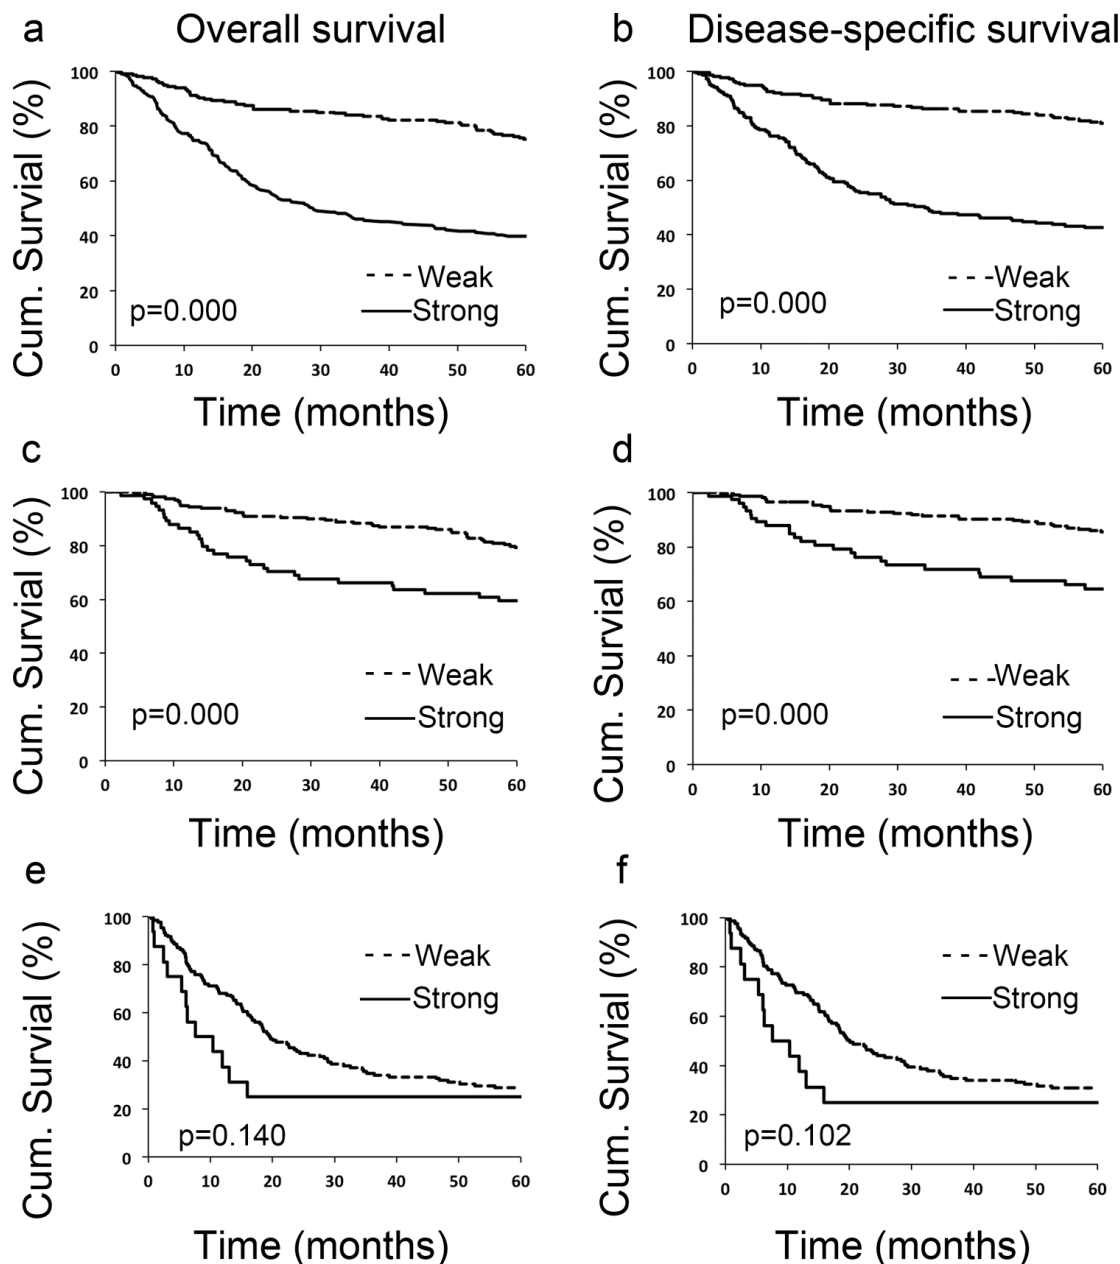 a Overall survival
b Disease-specific survival
Cum. Survial (%)
100
80
60
40
20
0
p=0.000
Weak
Strong
0 10 20 30 40 50 60
Time (months)
Cum. Survial (%)
100
80
60
40
20
0
p=0.000
Weak
Strong
0 10 20 30 40 50 60
Time (months)
c
Cum. Survial (%)
100
80
60
40
20
0
Weak
p=0.000
Strong
0 10 20 30 40 50 60
Time (months)
d
Cum. Survial (%)
100
80
60
40
20
0
Weak
p=0.000
Strong
0 10 20 30 40 50 60
Time (months)
e
Cum. Survial (%)
100
80
60
40
20
0
Weak
Strong
p=0.140
0 10 20 30 40 50 60
Time (months)
f
Cum. Survial (%)
100
80
60
40
20
0
Weak
Strong
p=0.102
0 10 20 30 40 50 60
Time (months)